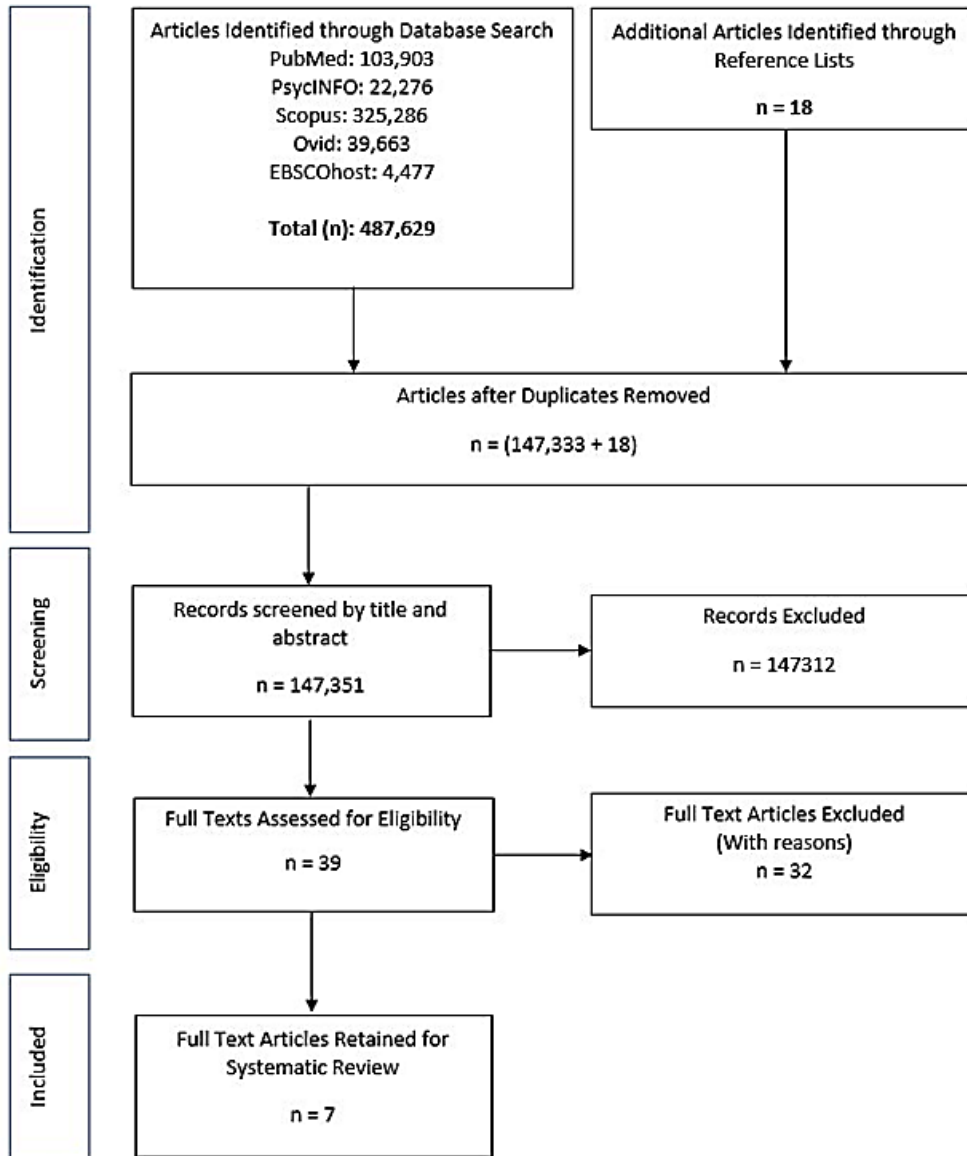 Identification
Articles Identified through Database Search
PubMed: 103,903
PsycINFO: 22,276
Scopus: 325,286
Ovid: 39,663
EBSCOhost: 4,477
Total (n): 487,629
Additional Articles Identified through
Reference Lists
n = 18
Articles after Duplicates Removed
n = (147,333 + 18)
Screening
Records screened by title and
abstract
n = 147,351
Records Excluded
n = 147312
Eligibility
Full Texts Assessed for Eligibility
n = 39
Full Text Articles Excluded
(With reasons)
n = 32
Included
Full Text Articles Retained for
Systematic Review
n = 7